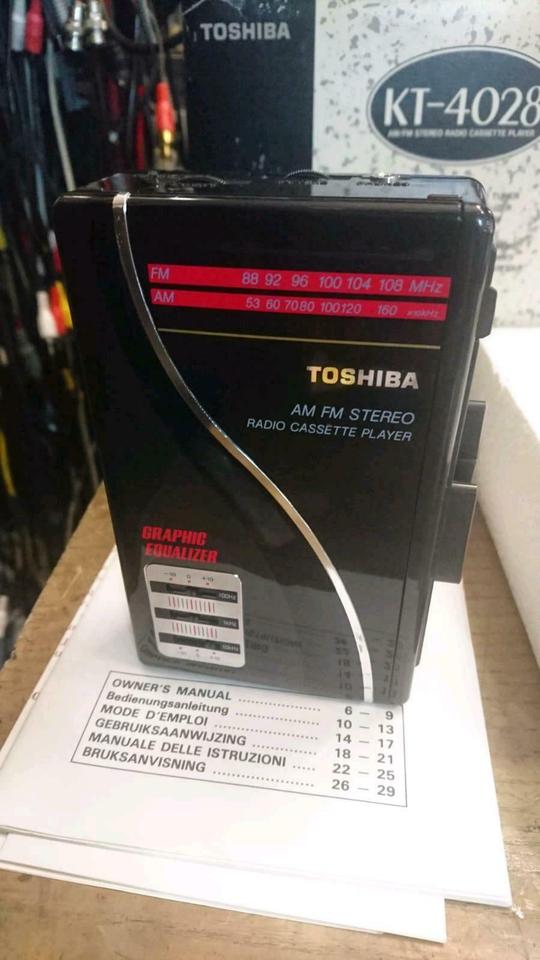 TOSHIBA
KT-4028
AM/FM STEREO RADIO CASSETTE PLAYER
FM 88 92 96 100 104 108 MHz
AM 53 60 70 80 100 120 160 x10kHz
TOSHIBA
AM FM STEREO
RADIO CASSETTE PLAYER
GRAPHIC
EQUALIZER
-10 0 +10
100Hz
1kHz
10kHz
-10 0 +10
OWNER'S MANUAL 6 — 9
Bedienungsanleitung 10 — 13
MODE D'EMPLOI 14 — 17
GEBRUIKSAANWIJZING 18 — 21
MANUALE DELLE ISTRUZIONI 22 — 25
BRUKSANVISNING 26 — 29